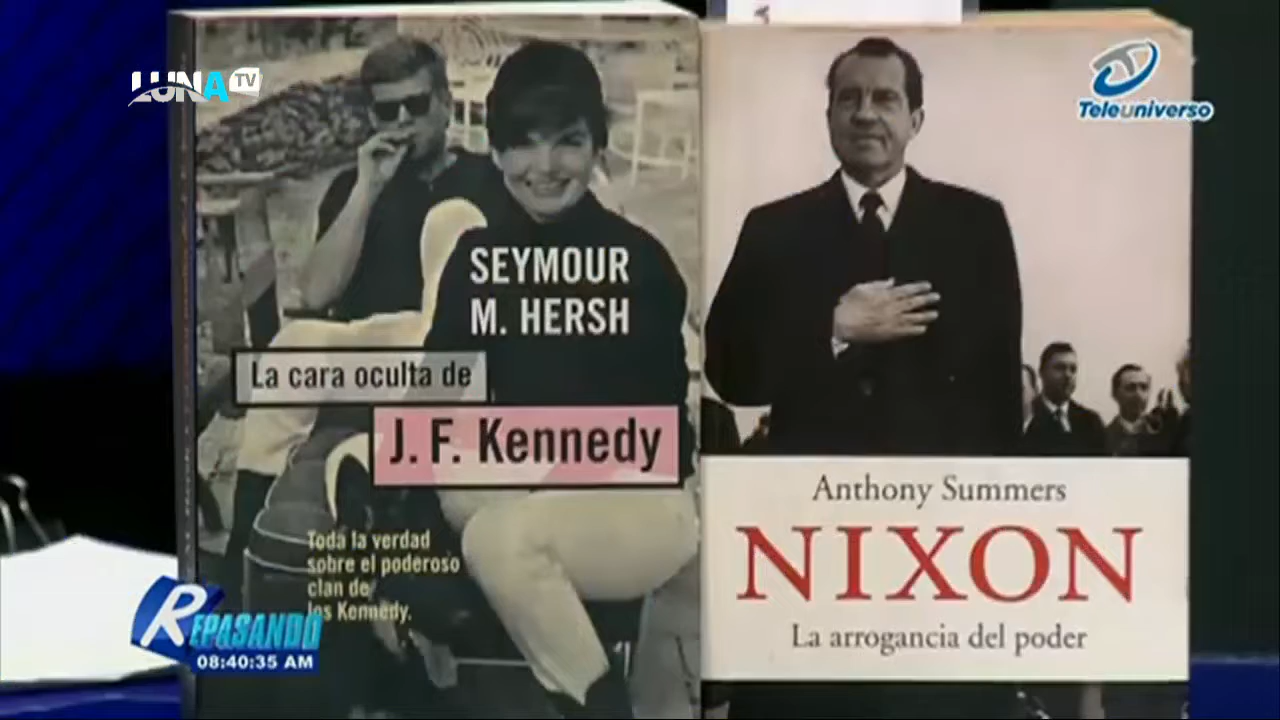 LUNA TV
Teleuniverso
SEYMOUR
M. HERSH
La cara oculta de
J. F. Kennedy
Toda la verdad
sobre el poderoso
clan de
los Kennedy.
Anthony Summers
NIXON
La arrogancia del poder
REPASANDO
08:40:35 AM